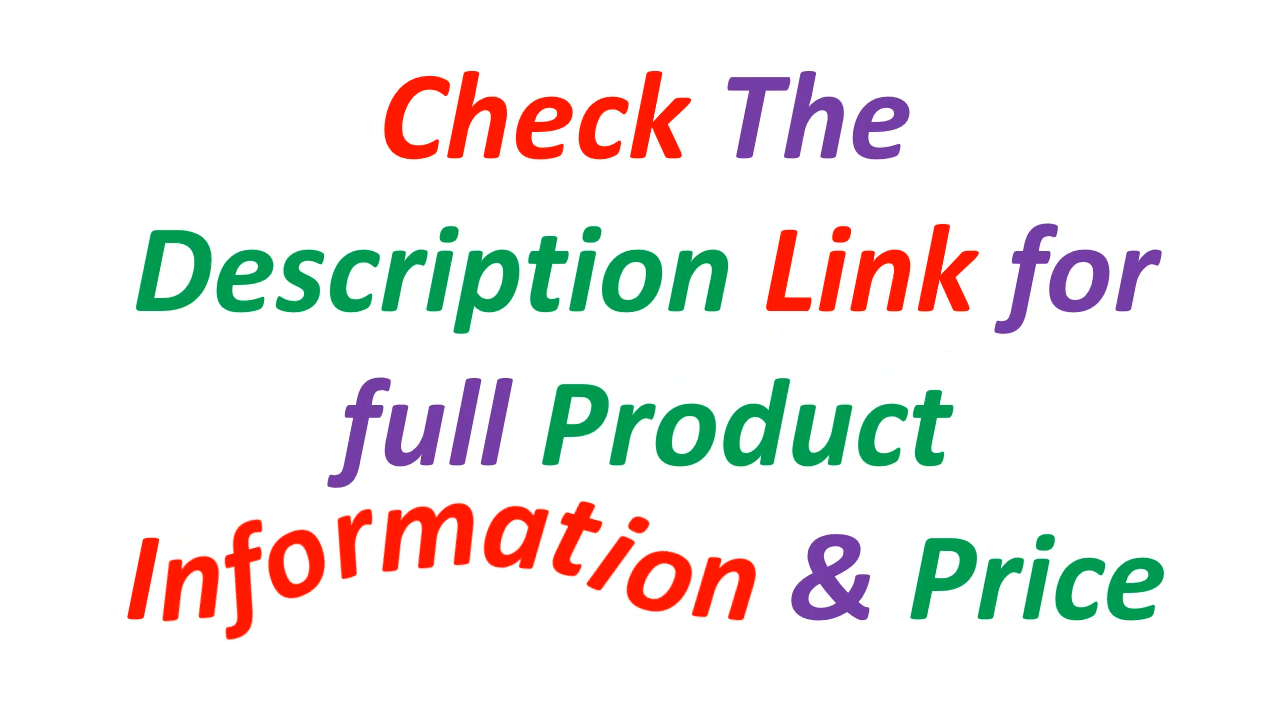 Check The
Description Link for
full Product
Information & Price